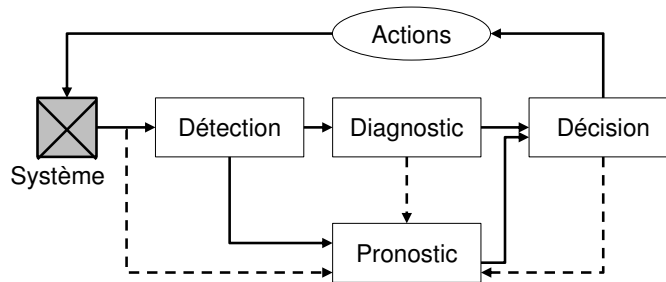 Actions
Détection
Diagnostic
Décision
Système
Pronostic